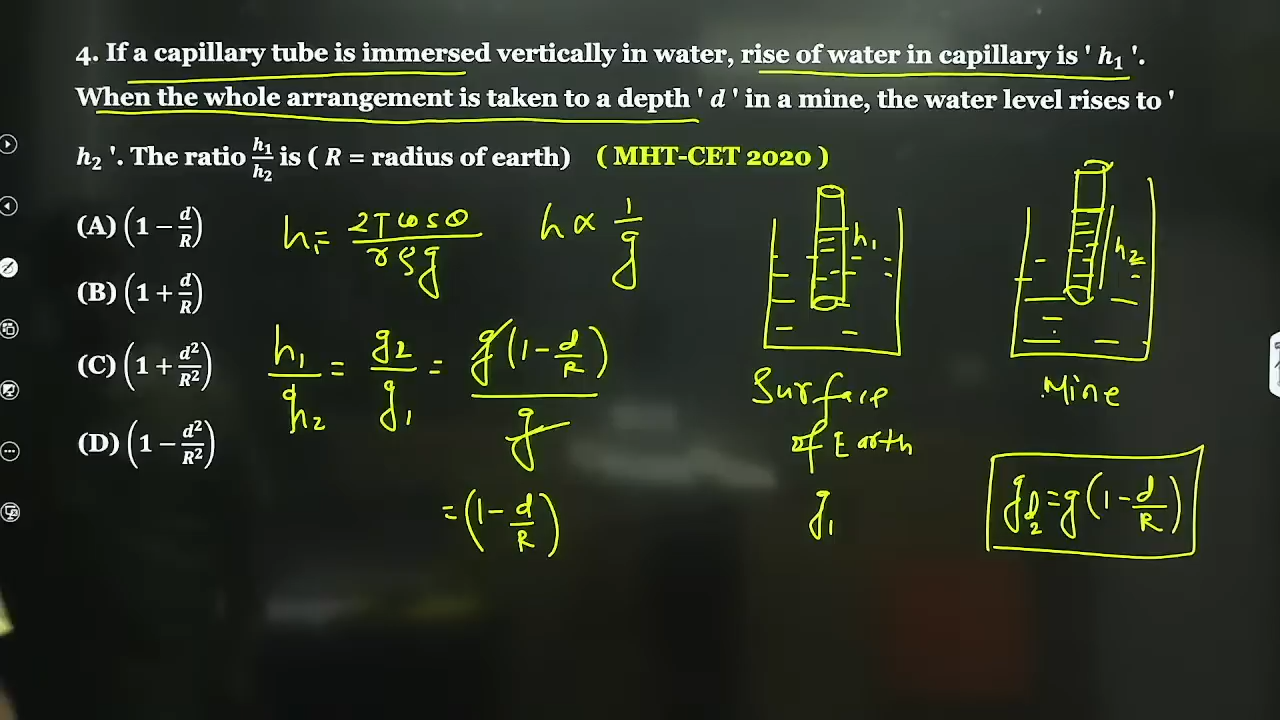 4. If a capillary tube is immersed vertically in water, rise of water in capillary is ' h₁ '.
When the whole arrangement is taken to a depth ' d ' in a mine, the water level rises to '
h₂ '. The ratio h₁/h₂ is ( R = radius of earth) ( MHT-CET 2020 )
(A) (1 − d/R)
(B) (1 + d/R)
(C) (1 + d²/R²)
(D) (1 − d²/R²)
h₁ = 2T cos θ / rρg
h ∝ 1/g
h₁/h₂ = g₂/g₁ = g(1 - d/R) / g
= (1 - d/R)
h₁
Surface
of Earth
g₁
h₂
Mine
g d₂ = g(1 - d/R)